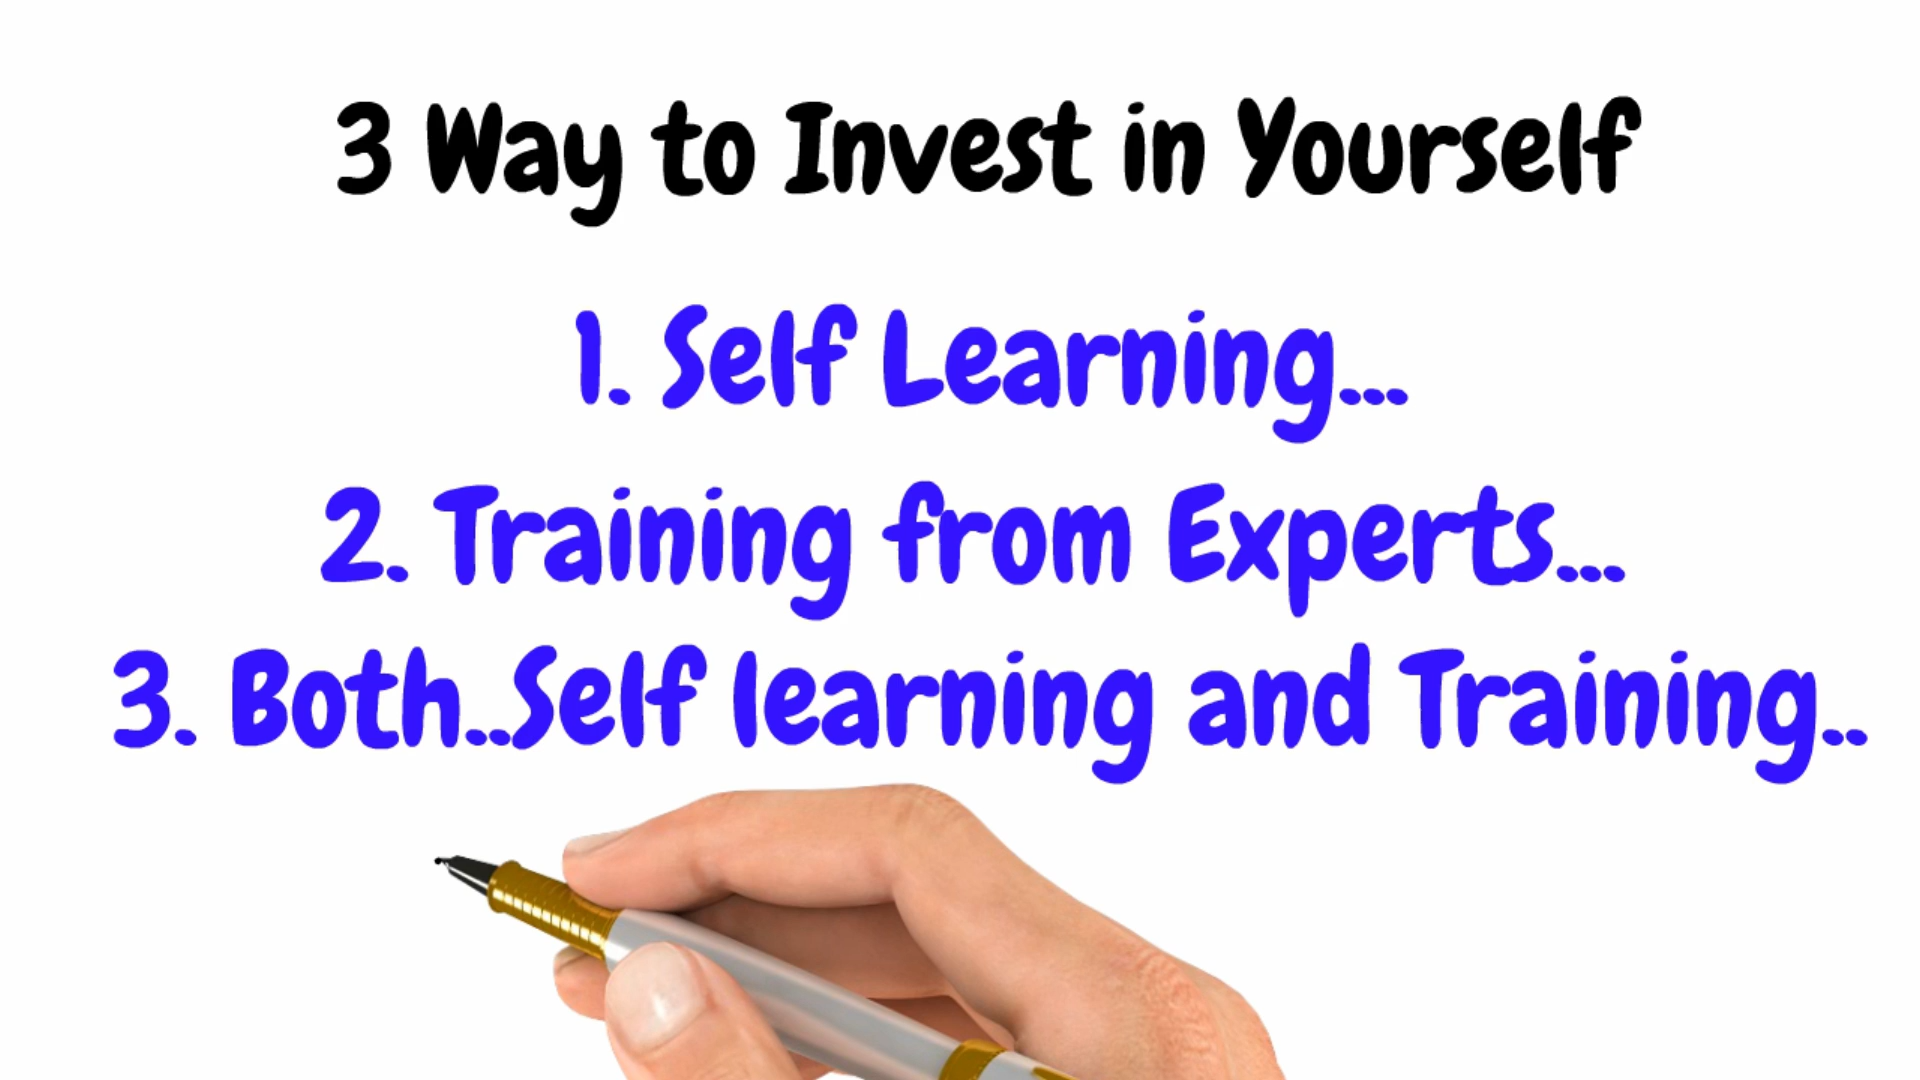 3 Way to Invest in Yourself
1. Self Learning...
2. Training from Experts...
3. Both..Self learning and Training..